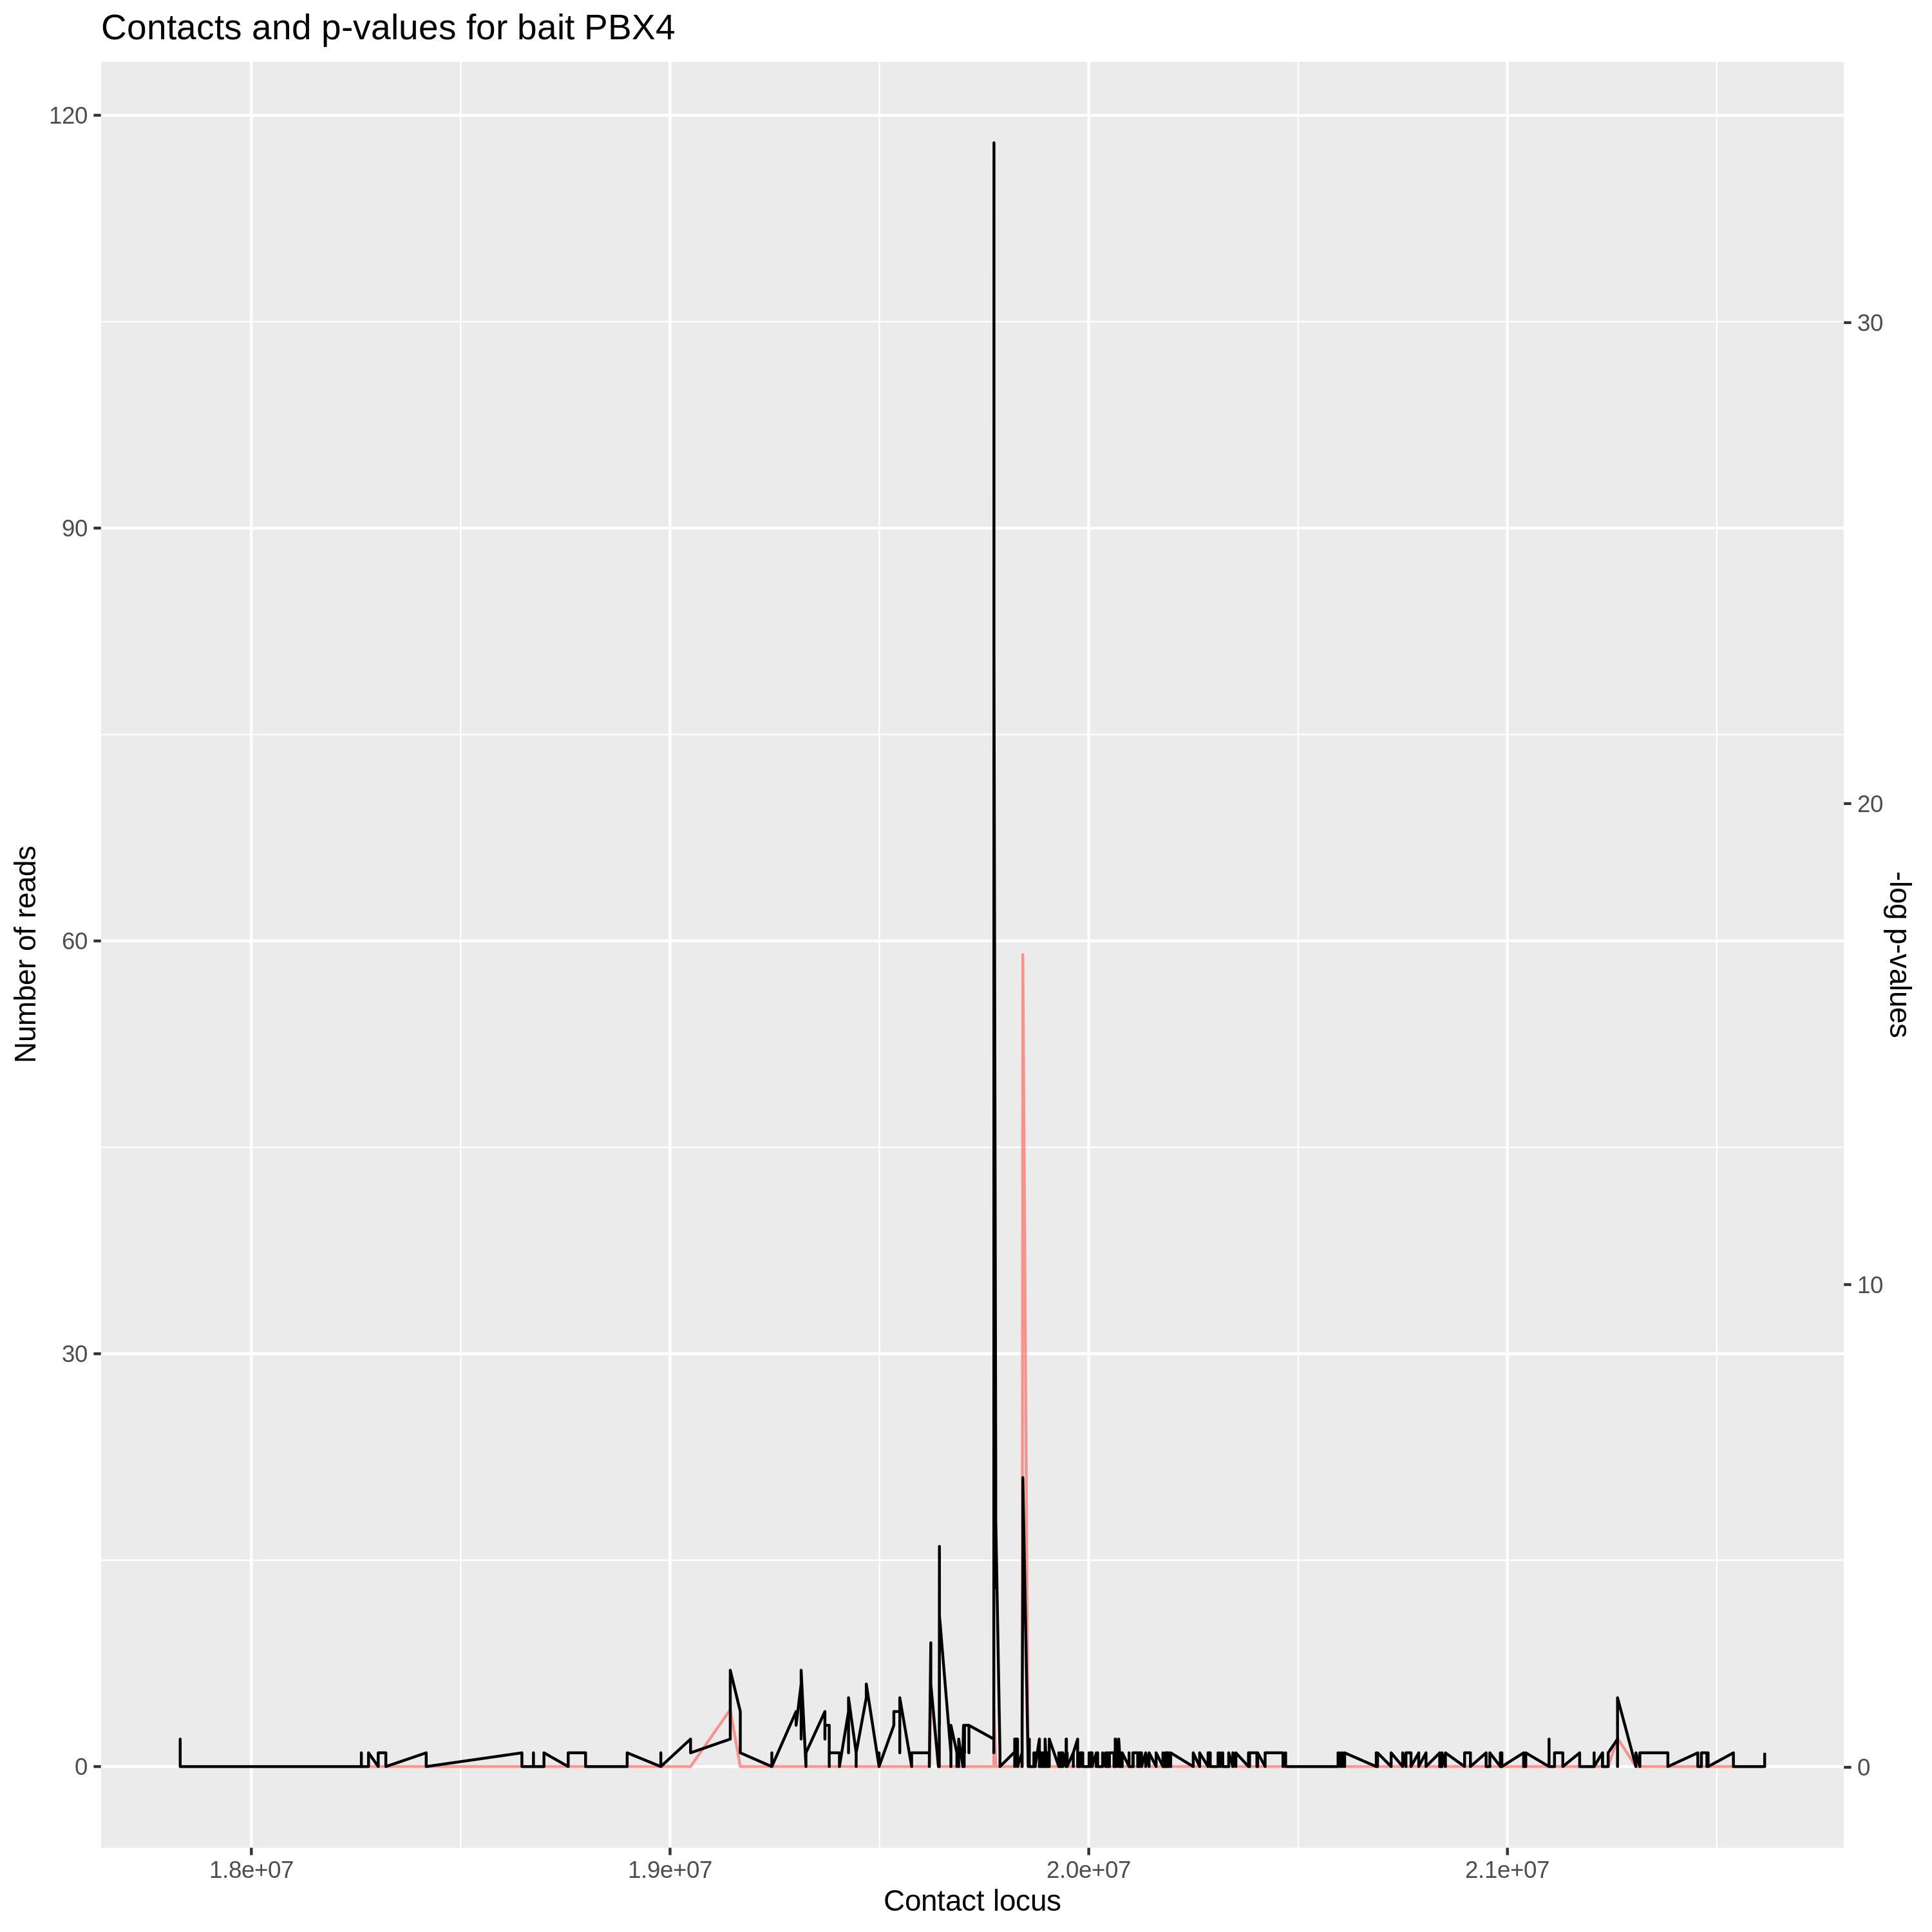 Contacts and p-values for bait PBX4
120
90
60
30
0
Number of reads
30
20
10
0
-log p-values
1.8e+07
1.9e+07
2.0e+07
2.1e+07
Contact locus